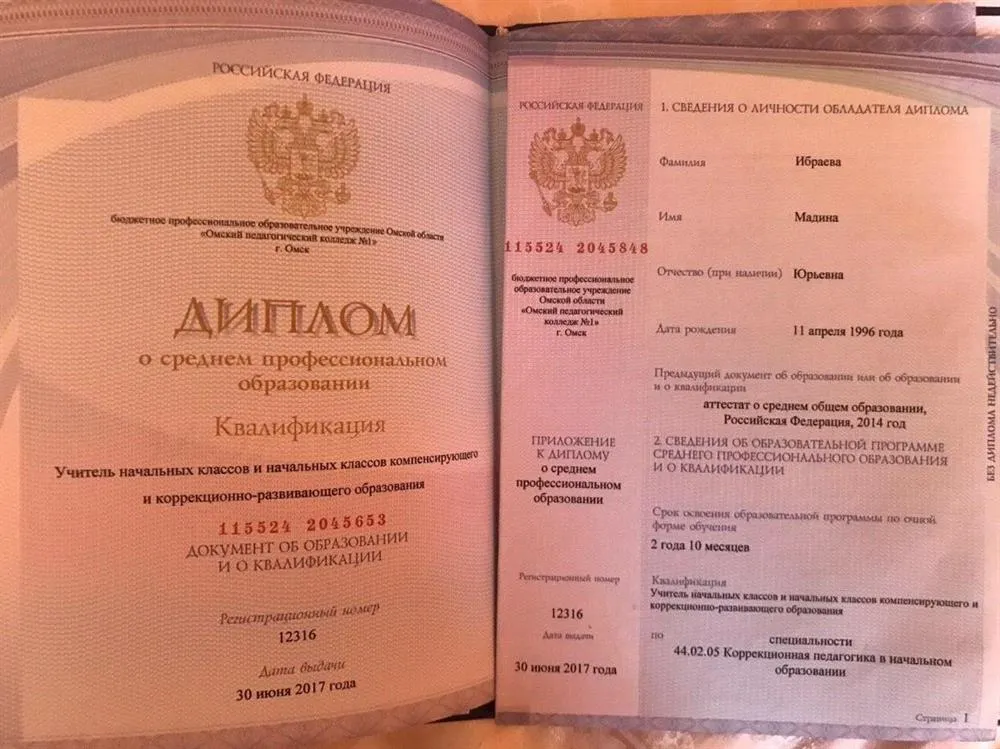 РОССИЙСКАЯ ФЕДЕРАЦИЯ
бюджетное профессиональное образовательное учреждение Омской области
«Омский педагогический колледж №1»
г. Омск
ДИПЛОМ
о среднем профессиональном
образовании
Квалификация
Учитель начальных классов и начальных классов компенсирующего
и коррекционно-развивающего образования
115524 2045653
ДОКУМЕНТ ОБ ОБРАЗОВАНИИ
И О КВАЛИФИКАЦИИ
Регистрационный номер
12316
Дата выдачи
30 июня 2017 года
РОССИЙСКАЯ ФЕДЕРАЦИЯ
115524 2045848
бюджетное профессиональное
образовательное учреждение
Омской области
«Омский педагогический
колледж №1»
г. Омск
ПРИЛОЖЕНИЕ
К ДИПЛОМУ
о среднем
профессиональном
образовании
Регистрационный номер
12316
Дата выдачи
30 июня 2017 года
1. СВЕДЕНИЯ О ЛИЧНОСТИ ОБЛАДАТЕЛЯ ДИПЛОМА
Фамилия Ибраева
Имя Мадина
Отчество (при наличии) Юрьевна
Дата рождения 11 апреля 1996 года
Предыдущий документ об образовании или об образовании
и о квалификации
аттестат о среднем общем образовании,
Российская Федерация, 2014 год
2. СВЕДЕНИЯ ОБ ОБРАЗОВАТЕЛЬНОЙ ПРОГРАММЕ
СРЕДНЕГО ПРОФЕССИОНАЛЬНОГО ОБРАЗОВАНИЯ
И О КВАЛИФИКАЦИИ
Срок освоения образовательной программы по очной
форме обучения
2 года 10 месяцев
Квалификация
Учитель начальных классов и начальных классов компенсирующего и
коррекционно-развивающего образования
по специальности
44.02.05 Коррекционная педагогика в начальном
образовании
Страница 1
БЕЗ ДИПЛОМА НЕДЕЙСТВИТЕЛЬНО